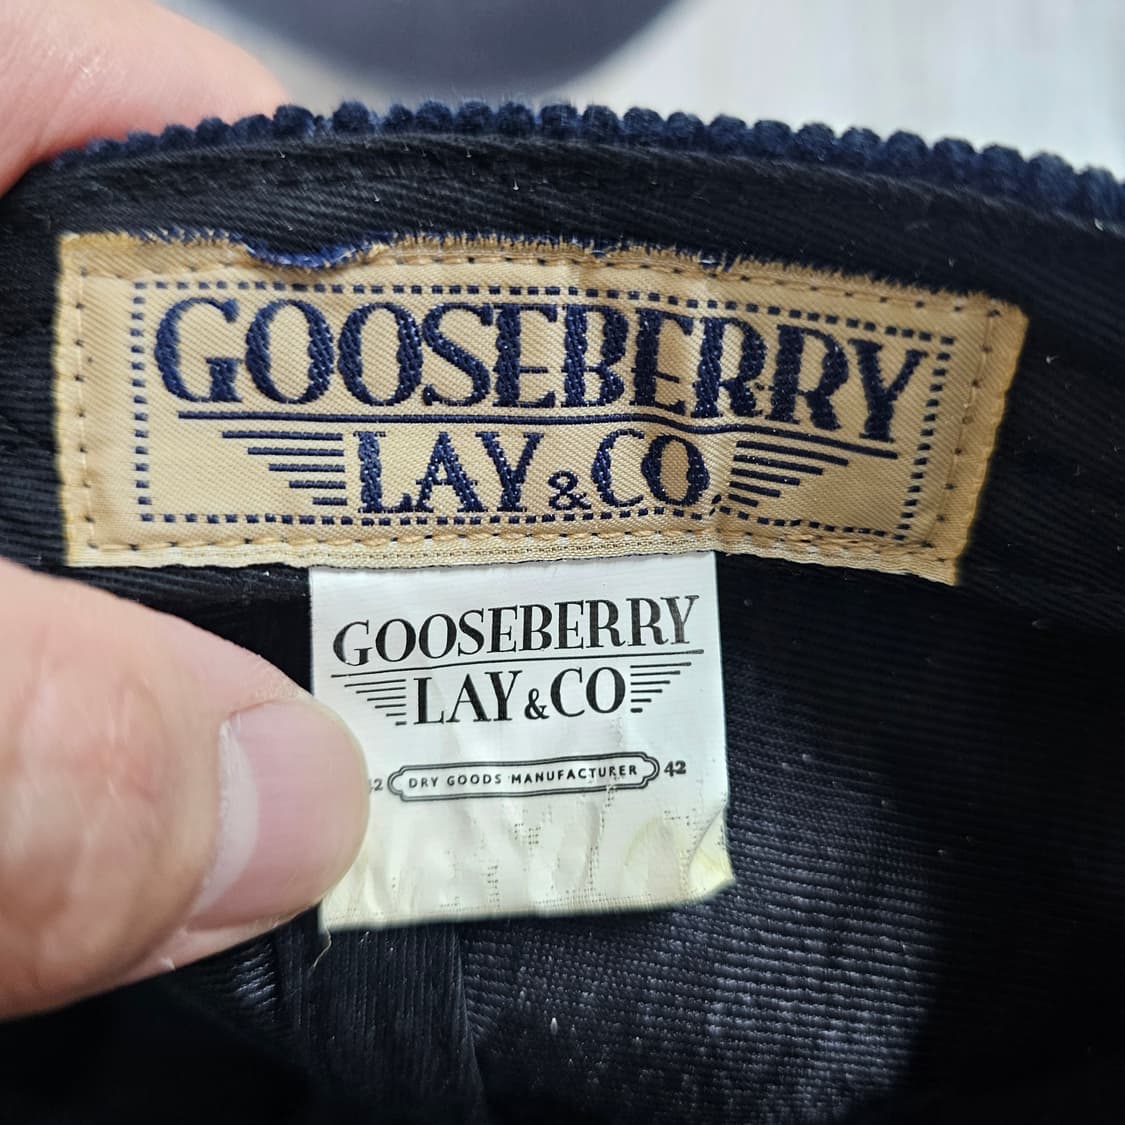 GOOSEBERRY
LAY & CO.
GOOSEBERRY
LAY & CO
DRY GOODS MANUFACTURER 42